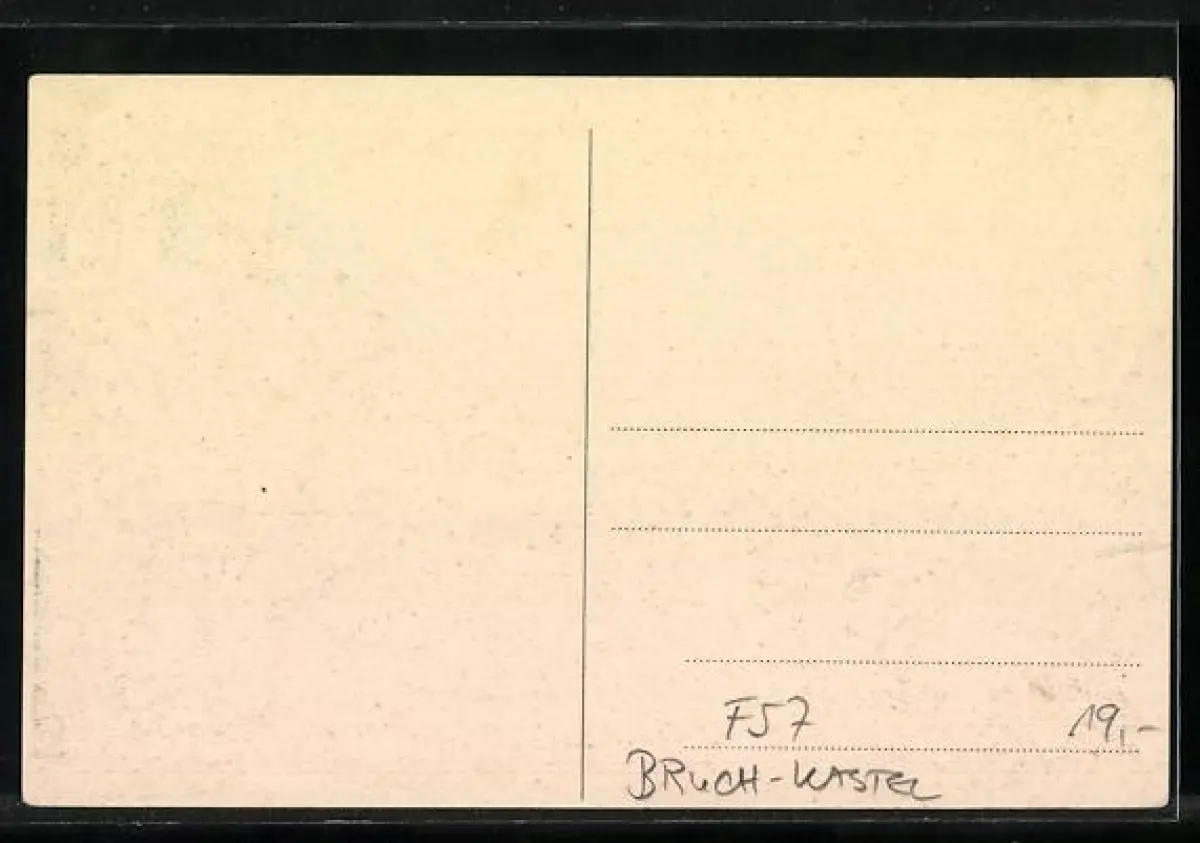 F57
19,-
BRUCH-KASTEL